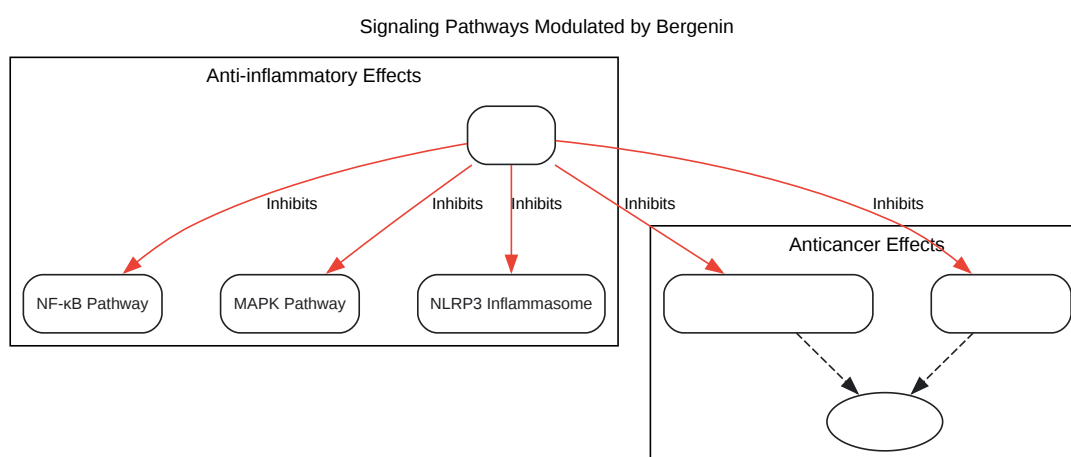 Signaling Pathways Modulated by Bergenin
Anti-inflammatory Effects
Inhibits
Inhibits
Inhibits
Inhibits
Inhibits
Anticancer Effects
NF-κB Pathway
MAPK Pathway
NLRP3 Inflammasome